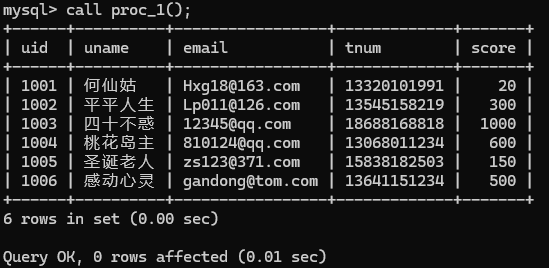 mysql> call proc_1();
+------+----------+-----------------+-------------+-------+
| uid  | uname    | email           | tnum        | score |
+------+----------+-----------------+-------------+-------+
| 1001 | 何仙姑   | Hxg18@163.com   | 13320101991 |    20 |
| 1002 | 平平人生 | Lp011@126.com   | 13545158219 |   300 |
| 1003 | 四十不惑 | 12345@qq.com    | 18688168818 |  1000 |
| 1004 | 桃花岛主 | 810124@qq.com   | 13068011234 |   600 |
| 1005 | 圣诞老人 | zs123@371.com   | 15838182503 |   150 |
| 1006 | 感动心灵 | gandong@tom.com | 13641151234 |   500 |
+------+----------+-----------------+-------------+-------+
6 rows in set (0.00 sec)
Query OK, 0 rows affected (0.01 sec)